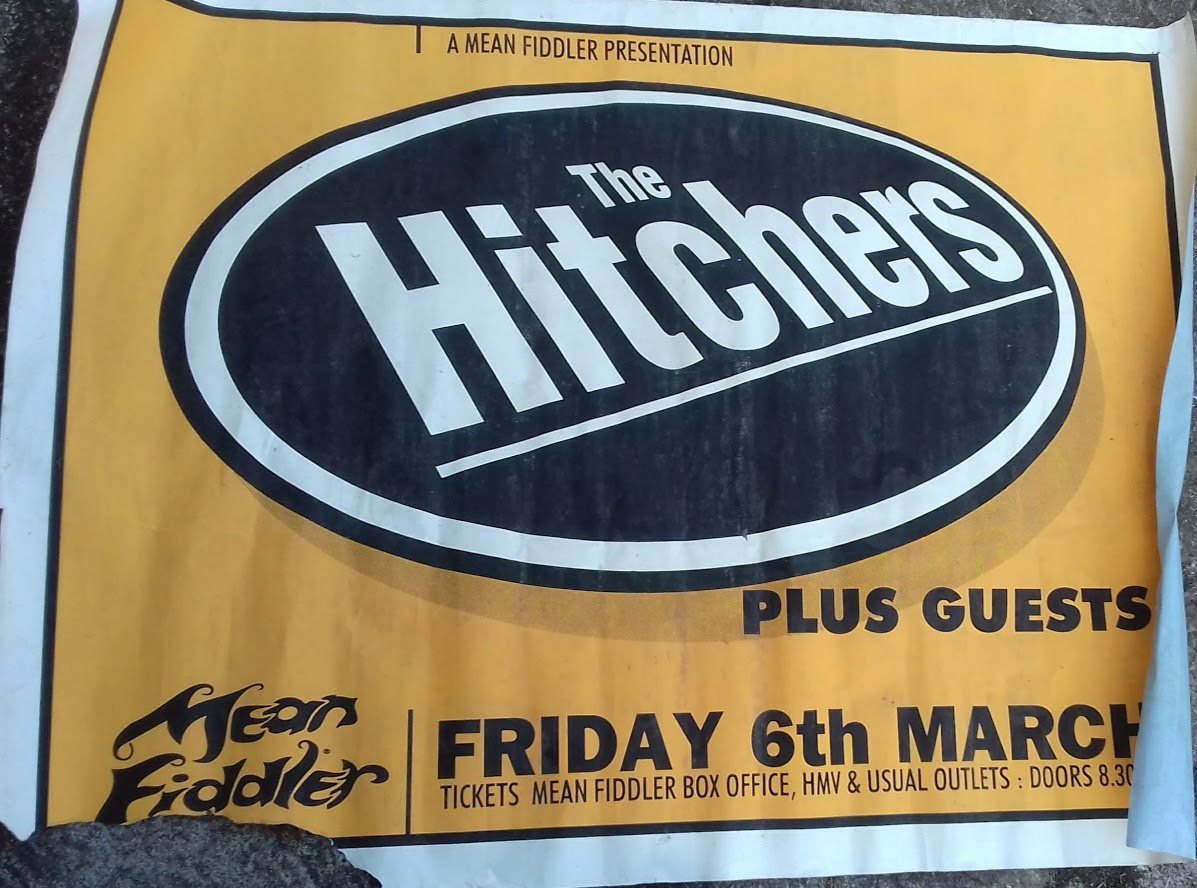 A MEAN FIDDLER PRESENTATION
The
Hitchers
PLUS GUESTS
Mean
Fiddler
FRIDAY 6th MARCH
TICKETS MEAN FIDDLER BOX OFFICE, HMV & USUAL OUTLETS : DOORS 8.30